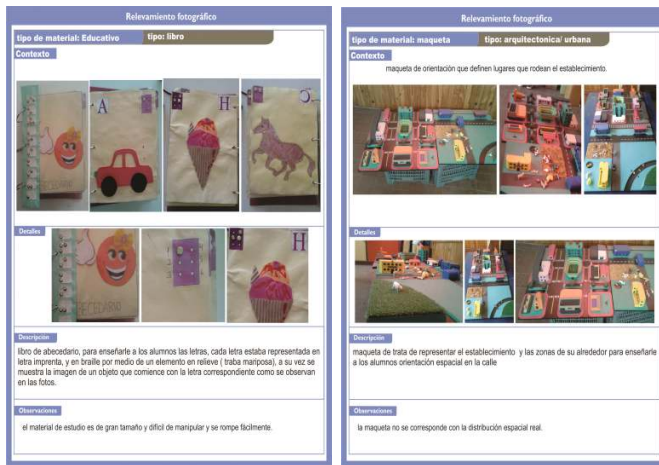 Relevamiento fotográfico
tipo de material: Educativo
tipo: libro
Contexto
A
H
ABECEDARIO
Detalles
ABECEDARIO
H
Descripción
libro de abecedario, para enseñarle a los alumnos las letras, cada letra estaba representada en
letra imprenta, y en braille por medio de un elemento en relieve ( traba mariposa), a su vez se
muestra la imagen de un objeto que comience con la letra correspondiente como se observan
en las fotos.
Observaciones
el material de estudio es de gran tamaño y difícil de manipular y se rompe fácilmente.
Relevamiento fotográfico
tipo de material: maqueta
tipo: arquitectonica/ urbana
Contexto
maqueta de orientación que definen lugares que rodean el establecimiento.
Detalles
Descripción
maqueta de trata de representar el establecimiento y las zonas de su alrededor para enseñarle
a los alumnos orientación espacial en la calle
Observaciones
la maqueta no se corresponde con la distribución espacial real.